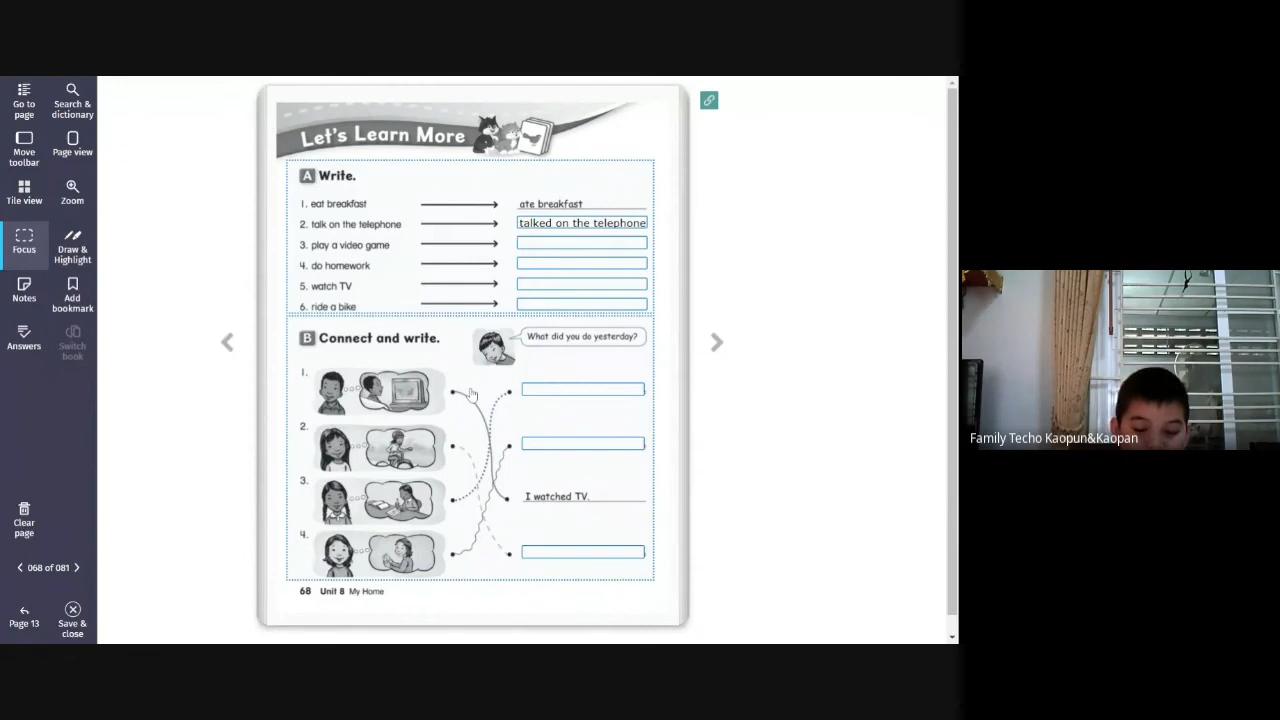 Go to page
Search & dictionary
Move toolbar
Page view
Tile view
Zoom
Focus
Draw & Highlight
Notes
Add bookmark
Answers
Switch book
Clear page
068 of 081
Page 13
Save & close
Let's Learn More
A Write.
1. eat breakfast ate breakfast
2. talk on the telephone talked on the telephone
3. play a video game
4. do homework
5. watch TV
6. ride a bike
B Connect and write.
What did you do yesterday?
1.
2.
3.
I watched TV.
4.
68 Unit 8 My Home
Family Techo Kaopun&Kaopan